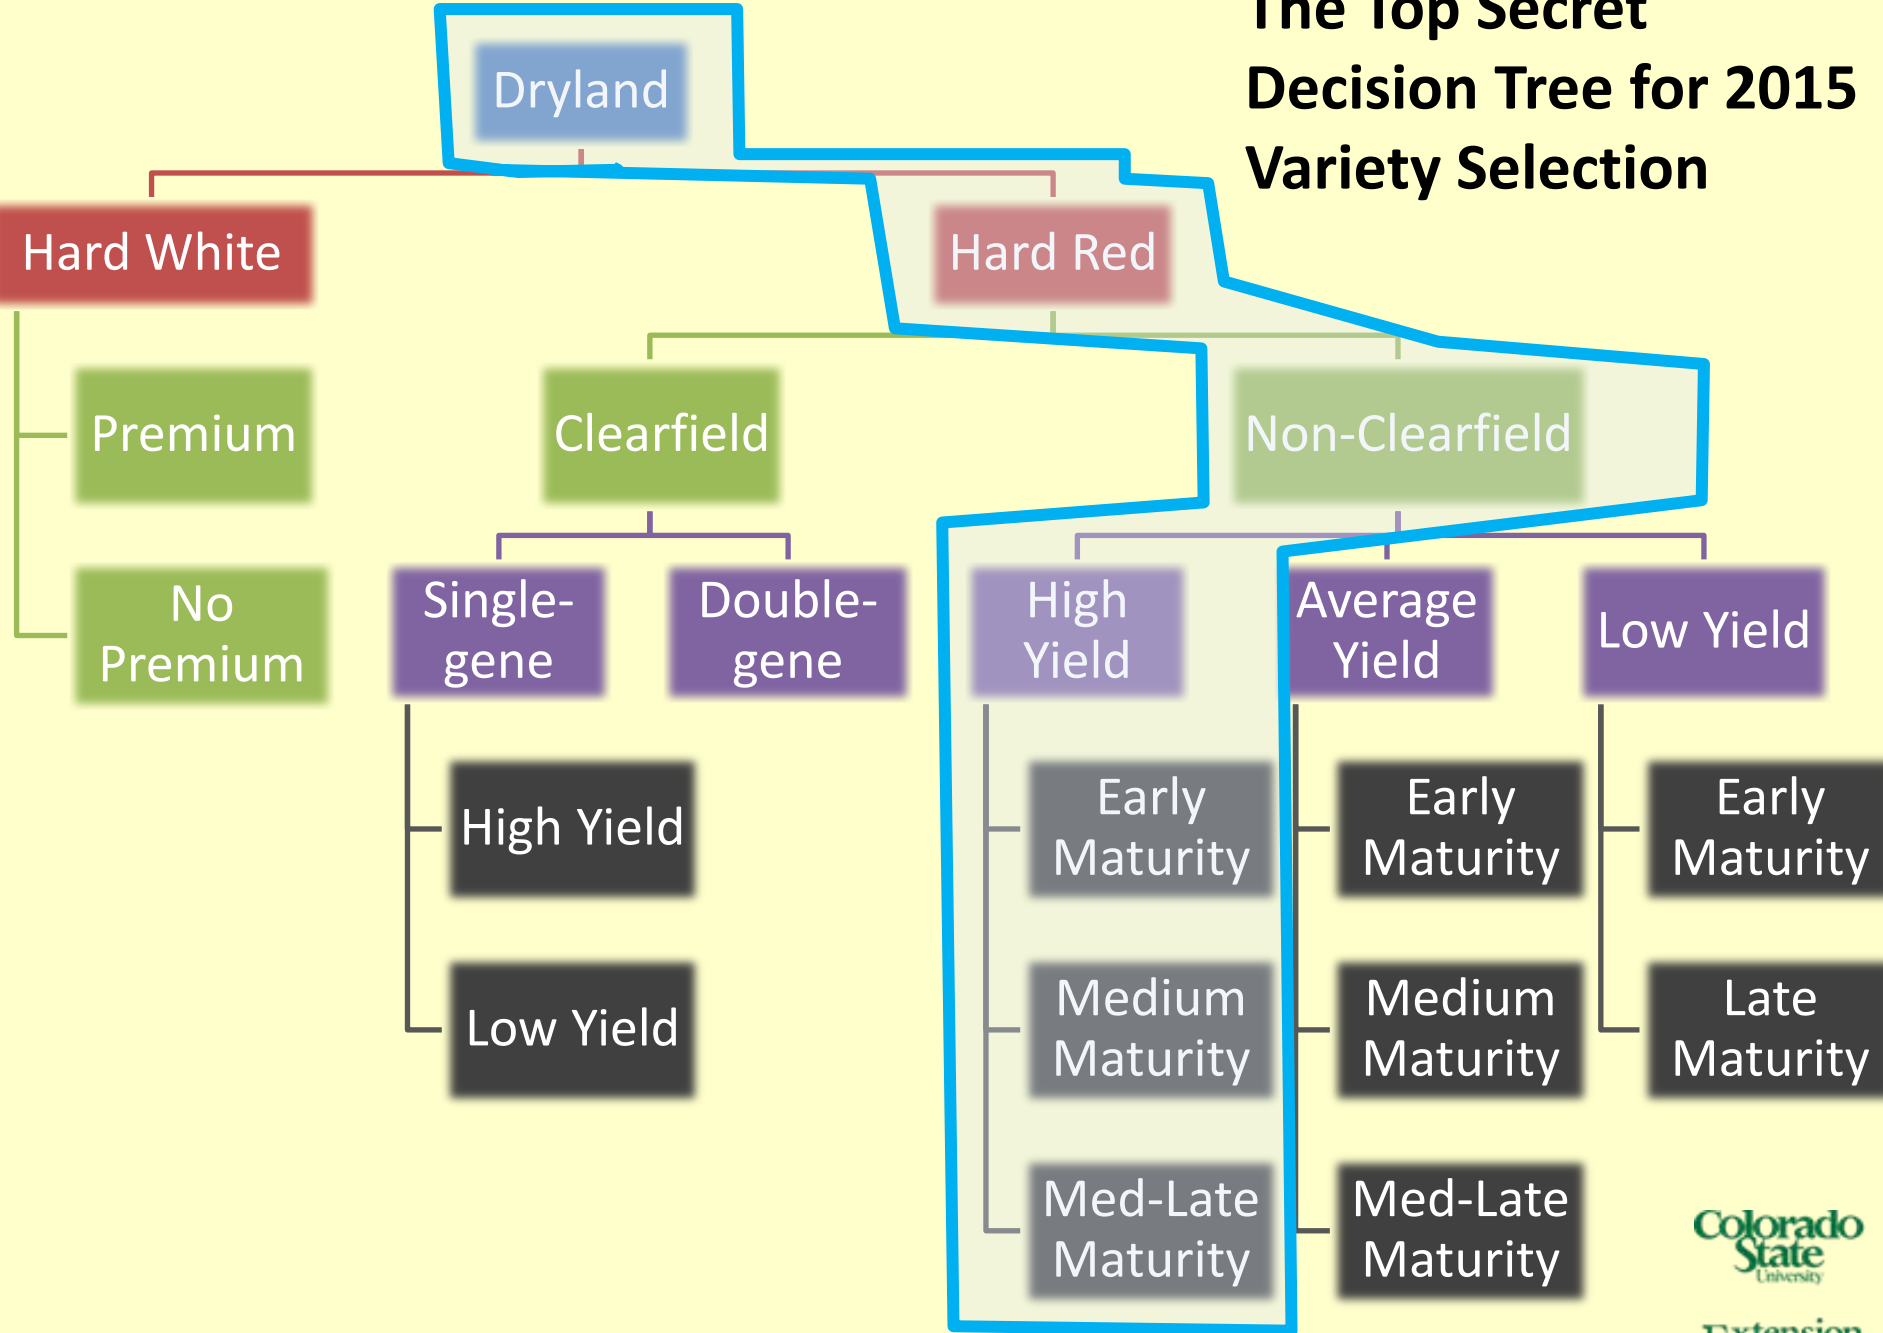 The Top Secret
Decision Tree for 2015
Variety Selection
Dryland
Hard White
Hard Red
Premium
Clearfield
Non-Clearfield
No
Premium
Single-
gene
Double-
gene
High
Yield
Average
Yield
Low Yield
High Yield
Early
Maturity
Early
Maturity
Early
Maturity
Low Yield
Medium
Maturity
Medium
Maturity
Late
Maturity
Med-Late
Maturity
Med-Late
Maturity
Colorado
State
University
Extension